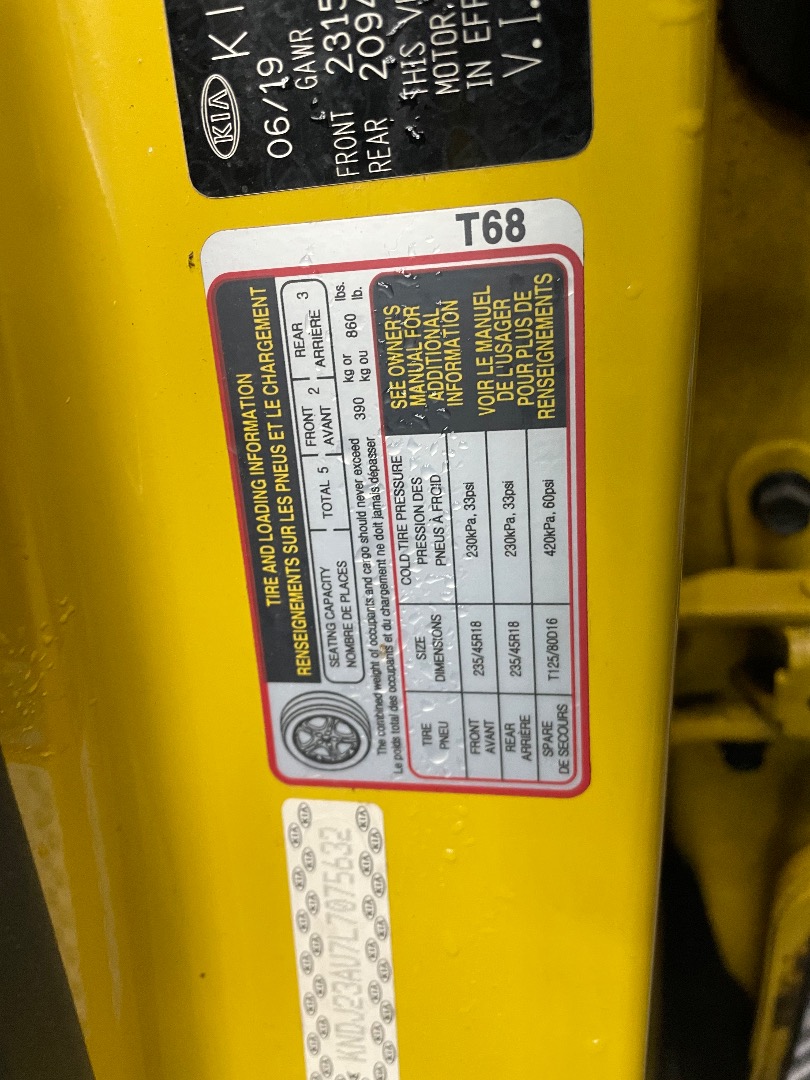 KIA KI
06/19
GAWR
FRONT 2315
REAR 2094
THIS V
MOTOR
IN EFF
V.I.
T68
TIRE AND LOADING INFORMATION
RENSEIGNEMENTS SUR LES PNEUS ET LE CHARGEMENT
SEATING CAPACITY
NOMBRE DE PLACES
TOTAL 5
FRONT
AVANT
2
REAR
ARRIÈRE
3
The combined weight of occupants and cargo should never exceed 390 kg or 860 lbs.
Le poids total des occupants et du chargement ne doit jamais dépasser kg ou lb.
TIRE
PNEU
SIZE
DIMENSIONS
COLD TIRE PRESSURE
PRESSION DES
PNEUS À FROID
FRONT
AVANT
235/45R18
230kPa, 33psi
REAR
ARRIÈRE
235/45R18
230kPa, 33psi
SPARE
DE SECOURS
T125/80D16
420kPa, 60psi
SEE OWNER'S
MANUAL FOR
ADDITIONAL
INFORMATION
VOIR LE MANUEL
DE L'USAGER
POUR PLUS DE
RENSEIGNEMENTS
KNDJ23AU7L7075632